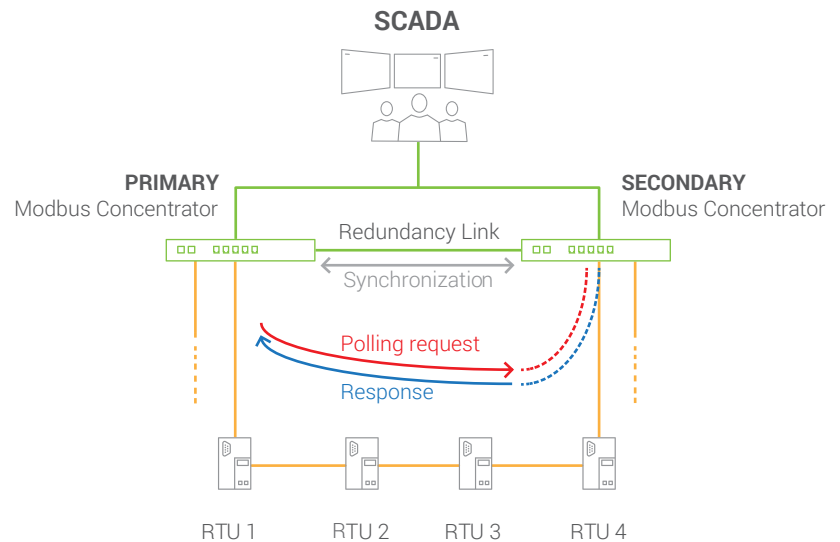 SCADA
PRIMARY
Modbus Concentrator
SECONDARY
Modbus Concentrator
Redundancy Link
Synchronization
Polling request
Response
RTU 1
RTU 2
RTU 3
RTU 4